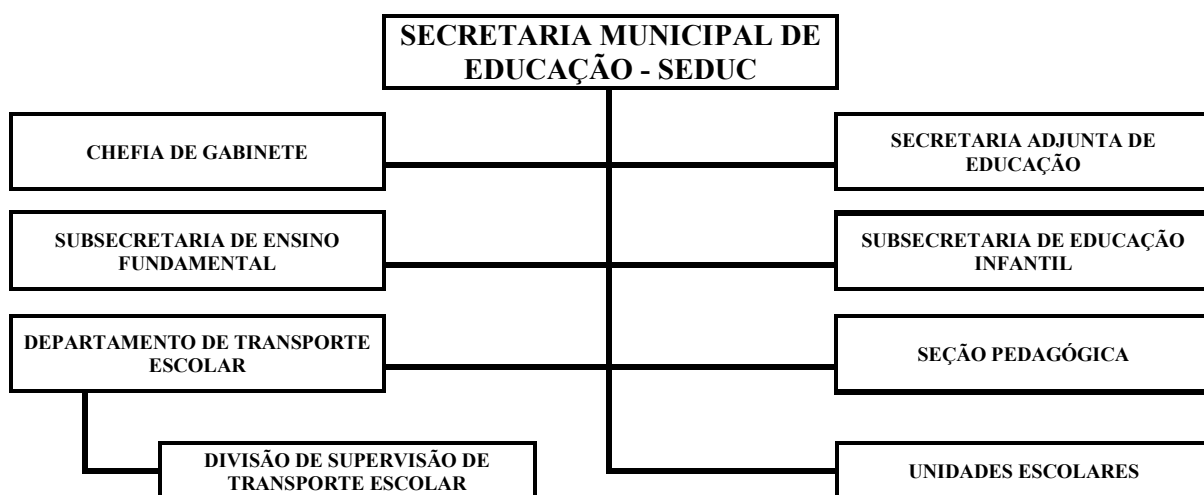 SECRETARIA MUNICIPAL DE
EDUCAÇÃO - SEDUC
CHEFIA DE GABINETE
SECRETARIA ADJUNTA DE
EDUCAÇÃO
SUBSECRETARIA DE ENSINO
FUNDAMENTAL
SUBSECRETARIA DE EDUCAÇÃO
INFANTIL
DEPARTAMENTO DE TRANSPORTE
ESCOLAR
SEÇÃO PEDAGÓGICA
DIVISÃO DE SUPERVISÃO DE
TRANSPORTE ESCOLAR
UNIDADES ESCOLARES